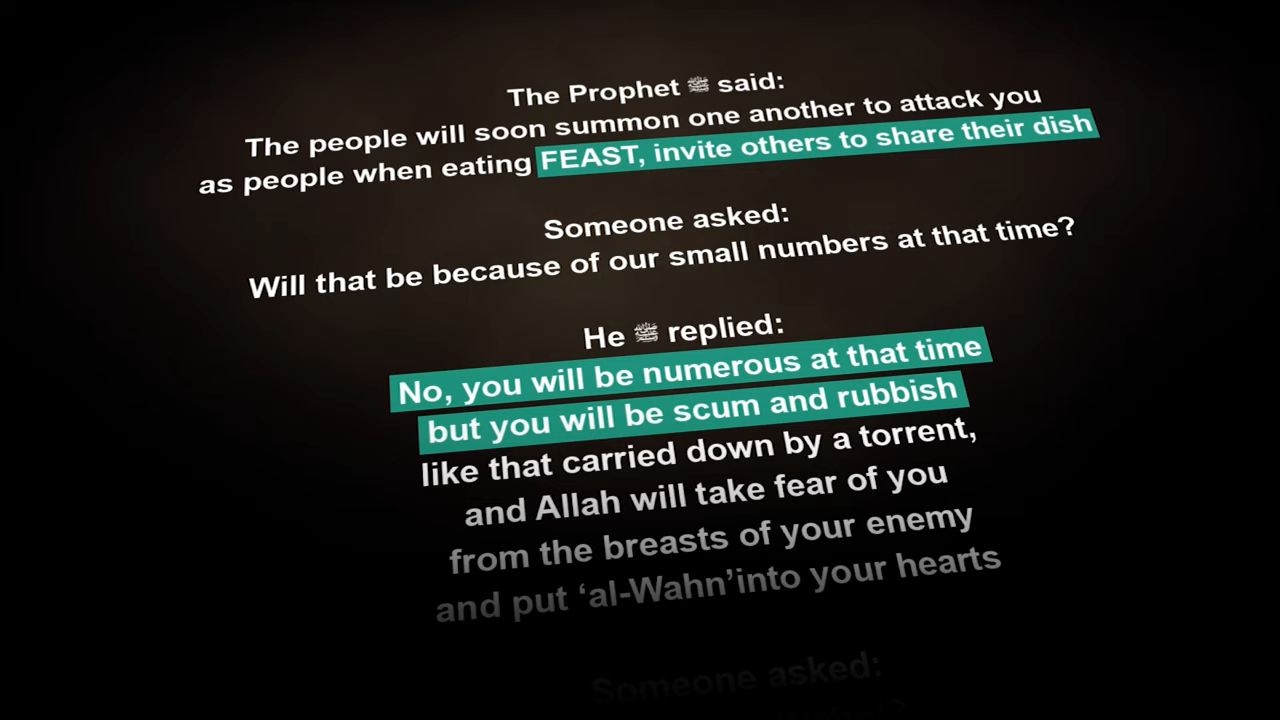 The Prophet ﷺ said:
The people will soon summon one another to attack you
as people when eating FEAST, invite others to share their dish
Someone asked:
Will that be because of our small numbers at that time?
He ﷺ replied:
No, you will be numerous at that time
but you will be scum and rubbish
like that carried down by a torrent,
and Allah will take fear of you
from the breasts of your enemy
and put ‘al-Wahn’into your hearts
Someone asked: